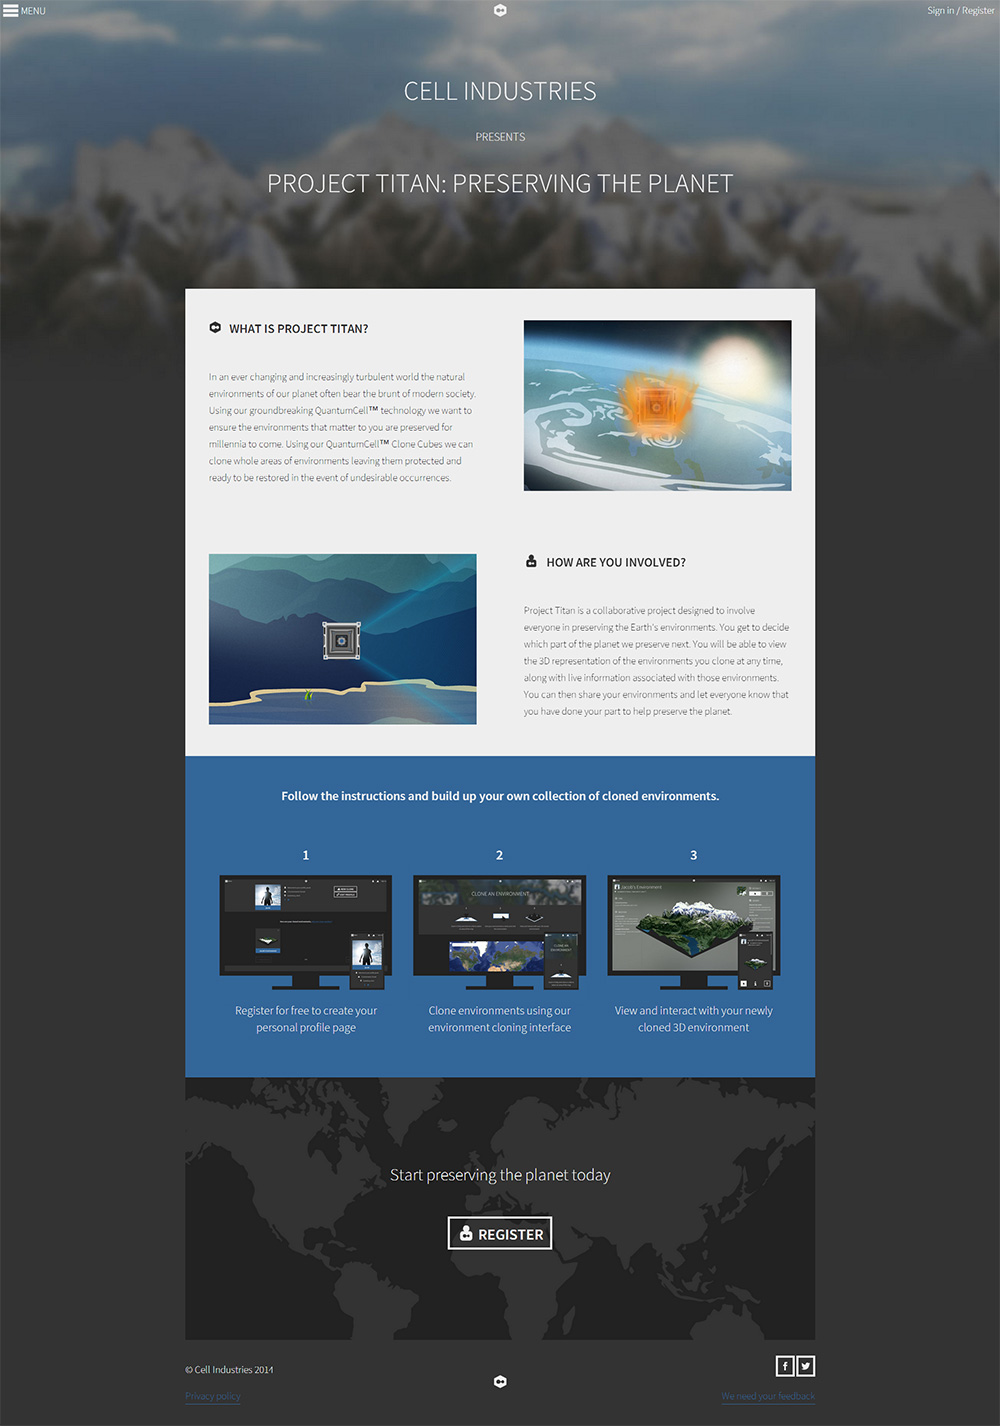 MENU
Sign in / Register
CELL INDUSTRIES
PRESENTS
PROJECT TITAN: PRESERVING THE PLANET
WHAT IS PROJECT TITAN?
In an ever changing and increasingly turbulent world the natural
environments of our planet often bear the brunt of modern society.
Using our groundbreaking QuantumCell™ technology we want to
ensure the environments that matter to you are preserved for
millennia to come. Using our QuantumCell™ Clone Cubes we can
clone whole areas of environments leaving them protected and
ready to be restored in the event of undesirable occurrences.
HOW ARE YOU INVOLVED?
Project Titan is a collaborative project designed to involve
everyone in preserving the Earth's environments. You get to decide
which part of the planet we preserve next. You will be able to view
the 3D representation of the environments you clone at any time,
along with live information associated with those environments.
You can then share your environments and let everyone know that
you have done your part to help preserve the planet.
Follow the instructions and build up your own collection of cloned environments.
1
2
3
CLONE AN ENVIRONMENT
CLONE AN
ENVIRONMENT
Jacob's Environment
Register for free to create your
personal profile page
Clone environments using our
environment cloning interface
View and interact with your newly
cloned 3D environment
Start preserving the planet today
REGISTER
© Cell Industries 2014
Privacy policy
We need your feedback